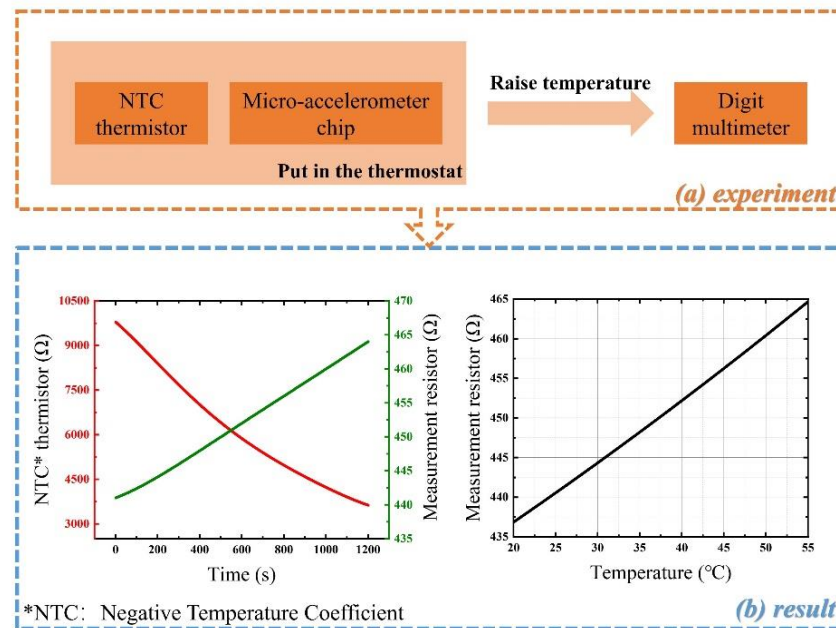 NTC
thermistor
Micro-accelerometer
chip
Put in the thermostat
Raise temperature
Digit
multimeter
(a) experiment
10500
9000
7500
6000
4500
3000
NTC* thermistor (Ω)
470
465
460
455
450
445
440
435
Measurement resistor (Ω)
0 200 400 600 800 1000 1200
Time (s)
465
460
455
450
445
440
435
Measurement resistor (Ω)
20 25 30 35 40 45 50 55
Temperature (°C)
*NTC: Negative Temperature Coefficient
(b) result